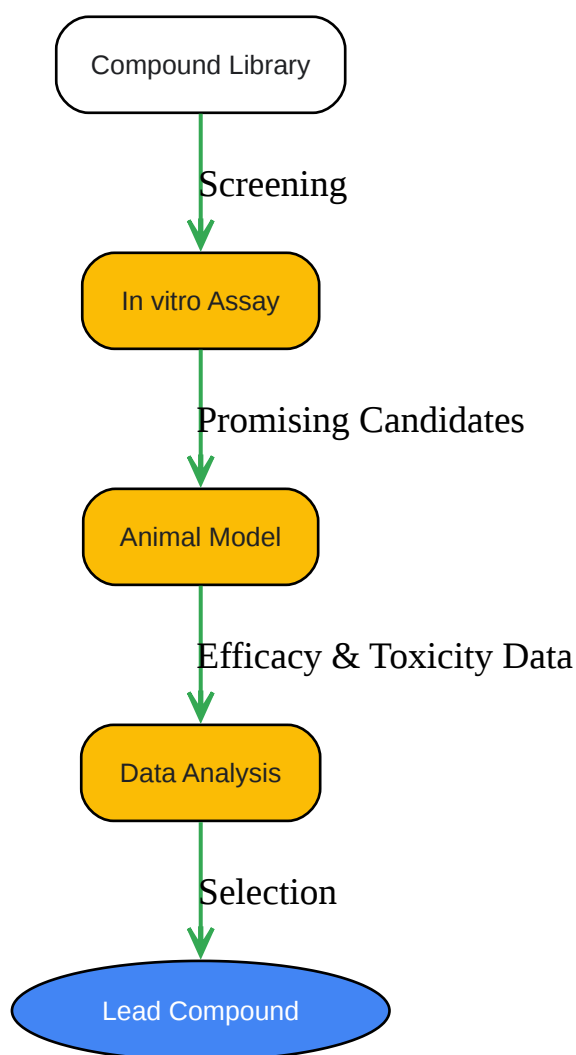 Compound Library
Screening
In vitro Assay
Promising Candidates
Animal Model
Efficacy & Toxicity Data
Data Analysis
Selection
Lead Compound